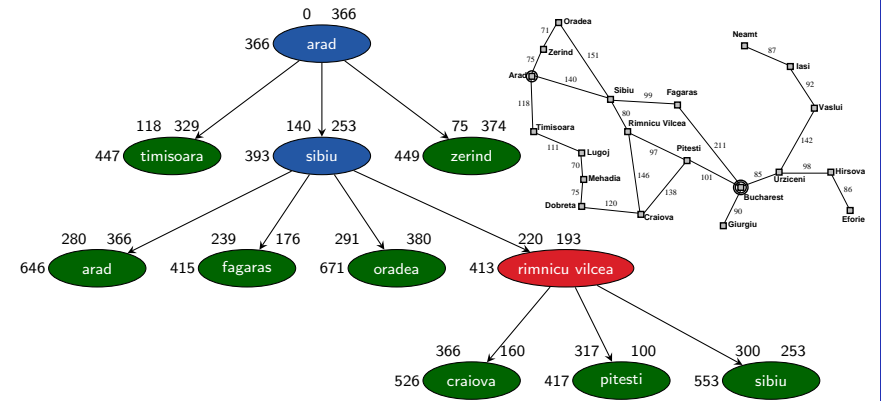 0 366
366 arad
118 329
447 timisoara
140 253
393 sibiu
75 374
449 zerind
280 366
646 arad
239 176
415 fagaras
291 380
671 oradea
220 193
413 rimnicu vilcea
366 160
526 craiova
317 100
417 pitesti
300 253
553 sibiu
Oradea
71
Zerind
75
151
Arad
140
118
Sibiu
99
Fagaras
80
Timisoara
Rimnicu Vilcea
111
Lugoj
97
Pitesti
211
70
Mehadia
146
101
75
138
Dobreta
120
Craiova
Neamt
87
Iasi
92
Vaslui
142
Urziceni
85
98
Hirsova
Bucharest
86
90
Giurgiu
Eforie